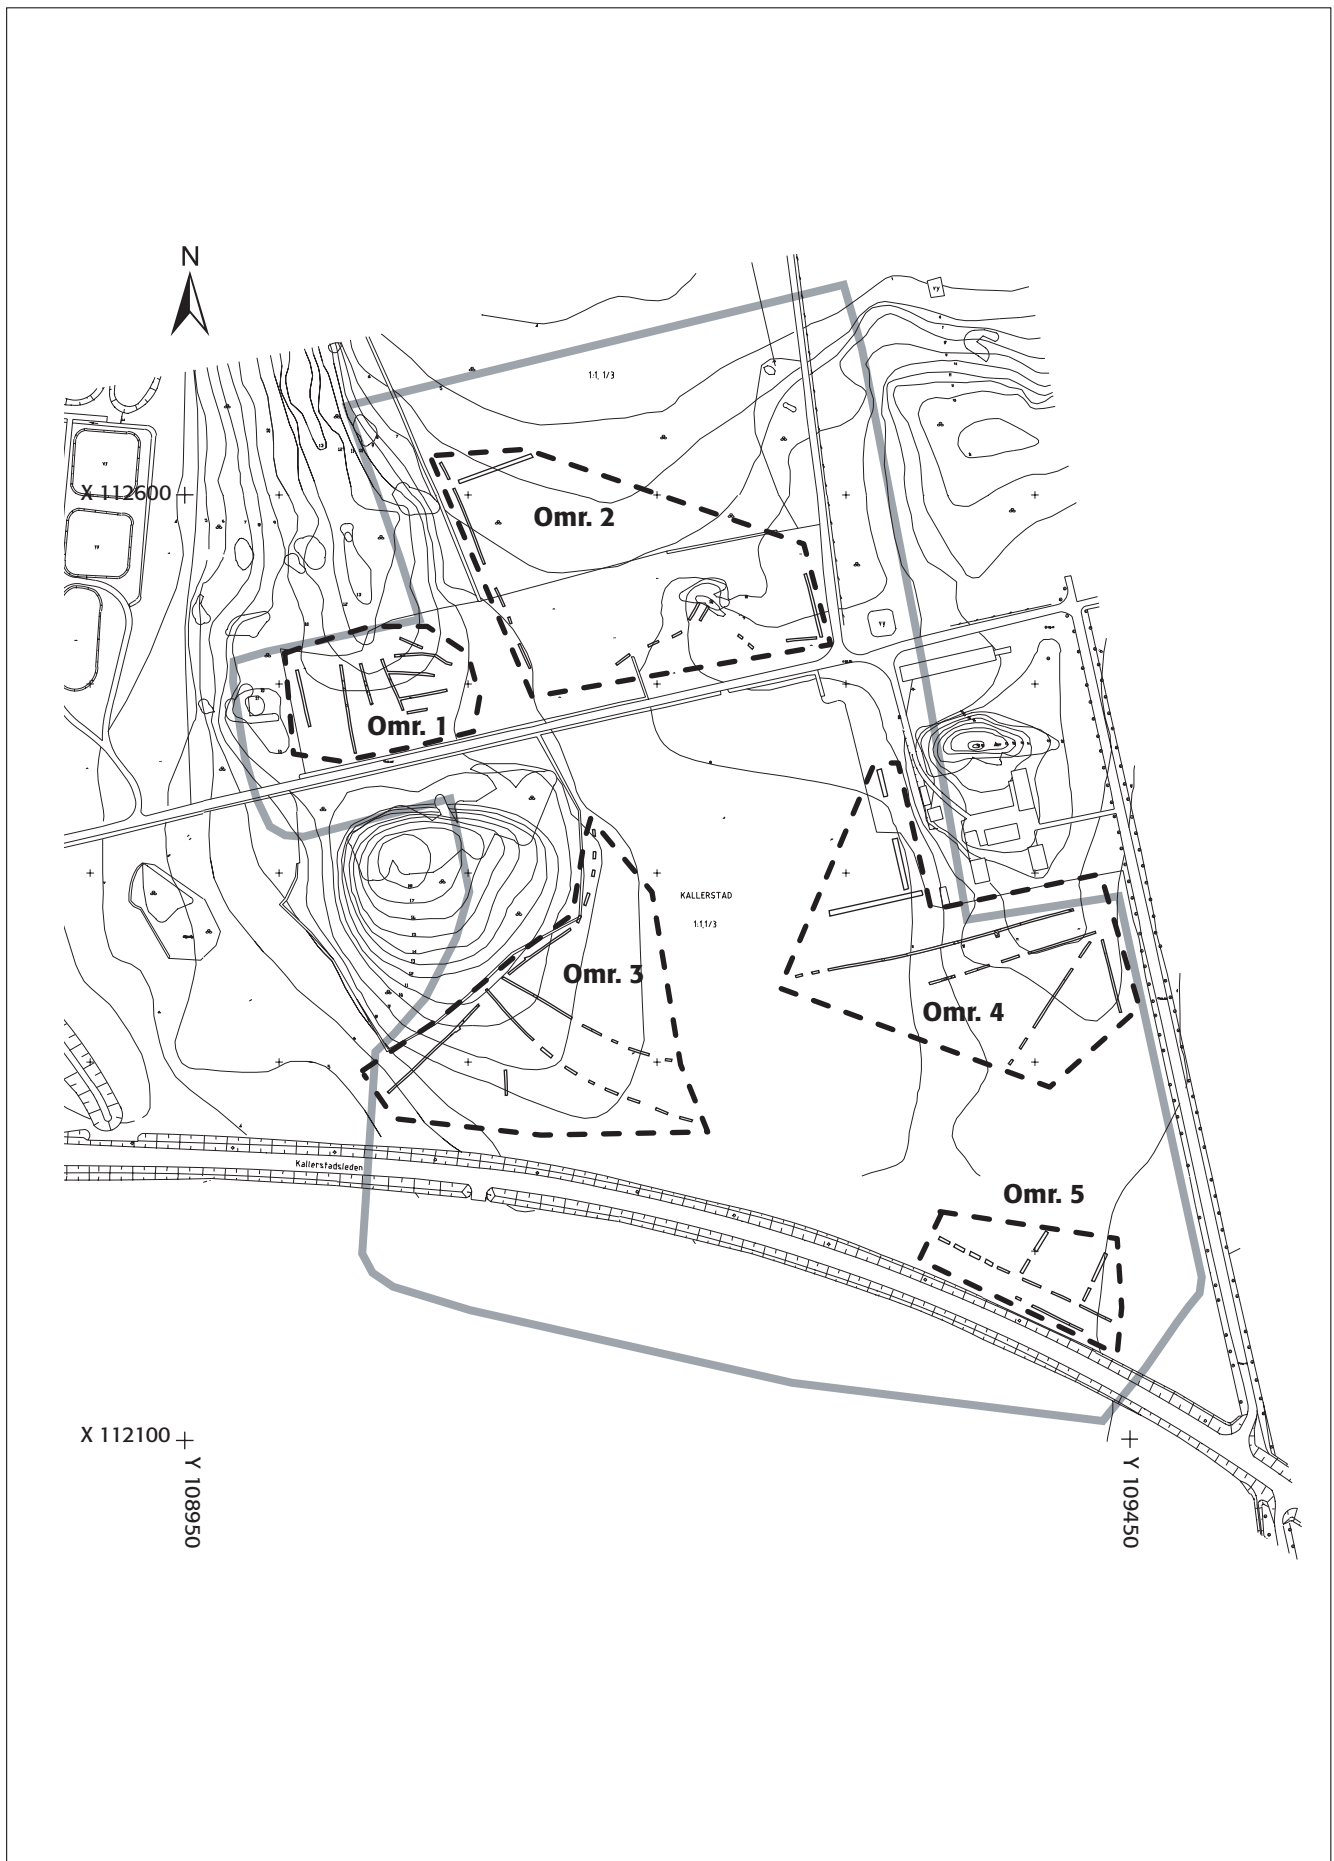 N
1:1, 1/3
X 112600
Omr. 2
Omr. 1
KALLERSTAD
1:1,1/3
Omr. 3
Omr. 4
Kallerstadsleden
Omr. 5
X 112100
Y 108950
Y 109450